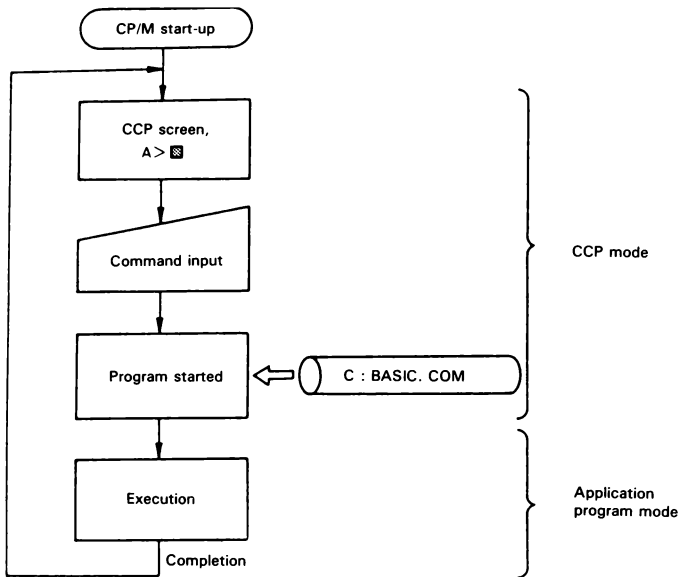 CP/M start-up
CCP screen,
A>
Command input
CCP mode
Program started
C : BASIC. COM
Execution
Application
program mode
Completion